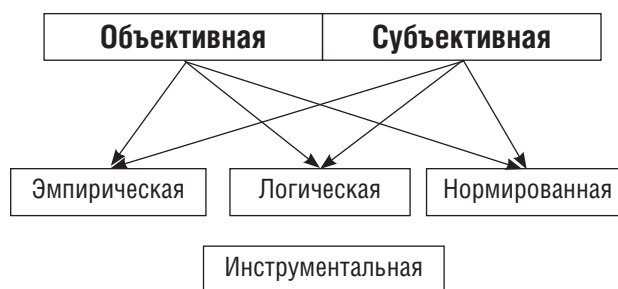 Объективная Субъективная
Эмпирическая Логическая Нормированная
Инструментальная